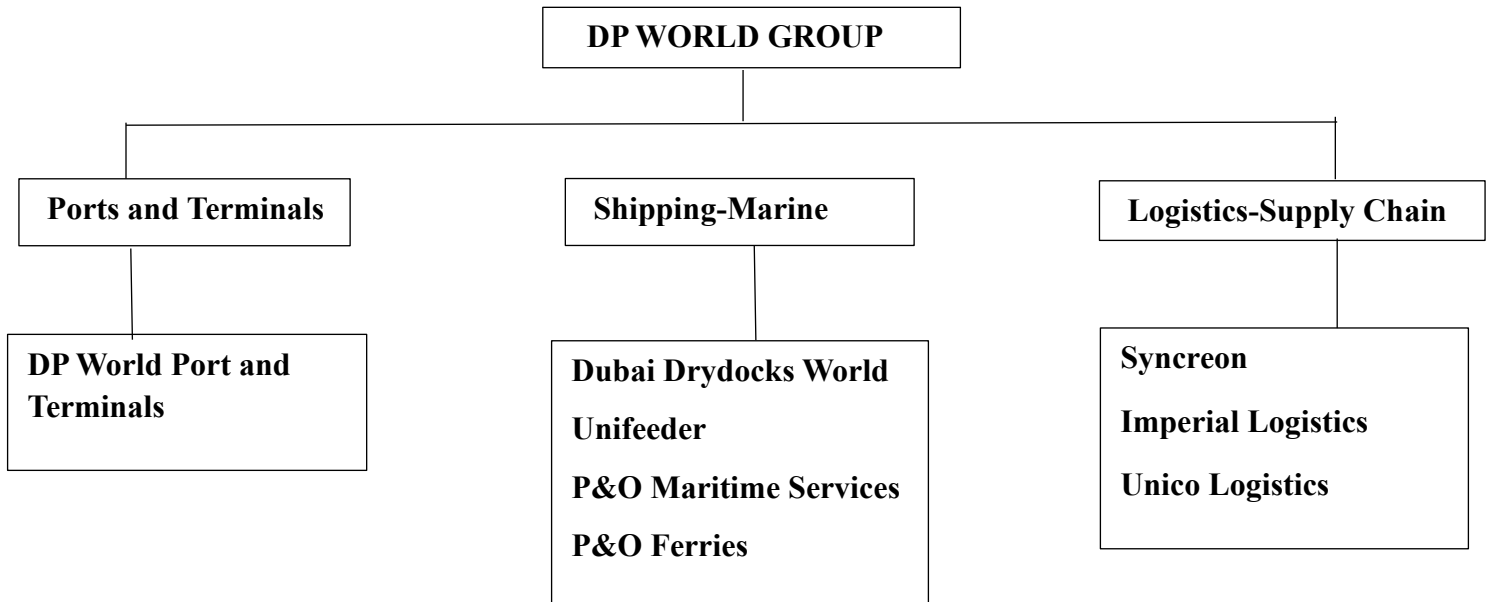 DP WORLD GROUP
Ports and Terminals
Shipping-Marine
Logistics-Supply Chain
DP World Port and
Terminals
Dubai Drydocks World
Unifeeder
P&O Maritime Services
P&O Ferries
Syncreon
Imperial Logistics
Unico Logistics